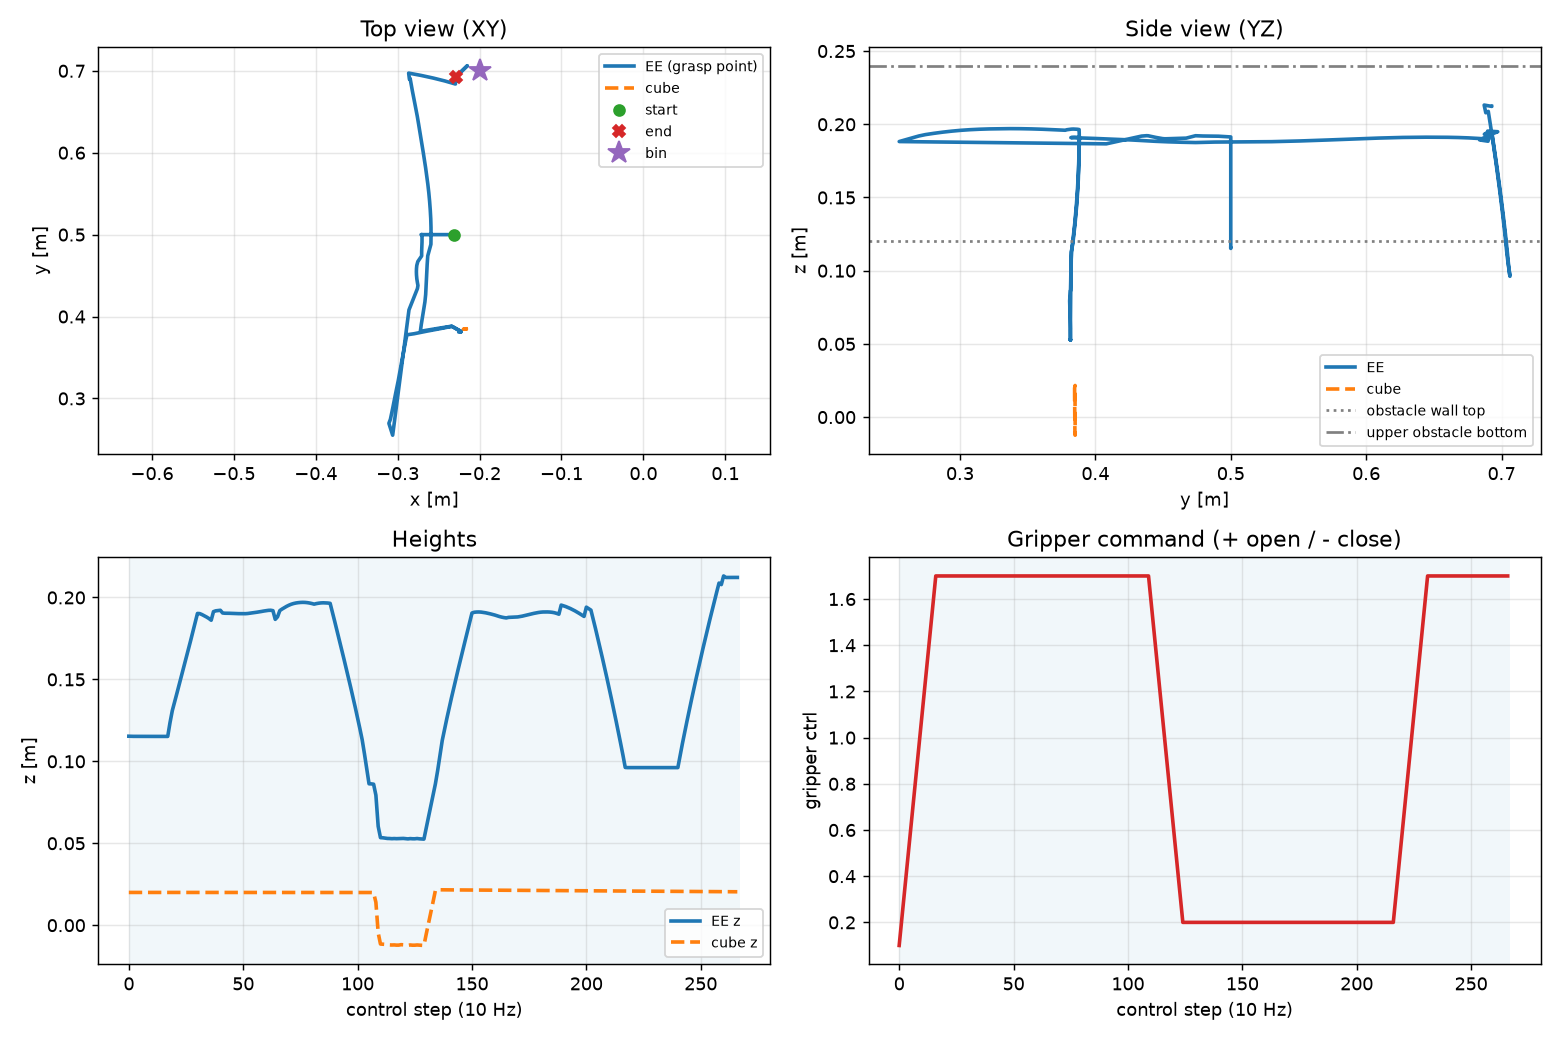 Top view (XY)
y [m]
0.7
0.6
0.5
0.4
0.3
−0.6
−0.5
−0.4
−0.3
−0.2
−0.1
0.0
0.1
x [m]
EE (grasp point)
cube
start
end
bin
Side view (YZ)
z [m]
0.25
0.20
0.15
0.10
0.05
0.00
0.3
0.4
0.5
0.6
0.7
y [m]
EE
cube
obstacle wall top
upper obstacle bottom
Heights
z [m]
0.20
0.15
0.10
0.05
0.00
0
50
100
150
200
250
control step (10 Hz)
EE z
cube z
Gripper command (+ open / - close)
gripper ctrl
1.6
1.4
1.2
1.0
0.8
0.6
0.4
0.2
0
50
100
150
200
250
control step (10 Hz)